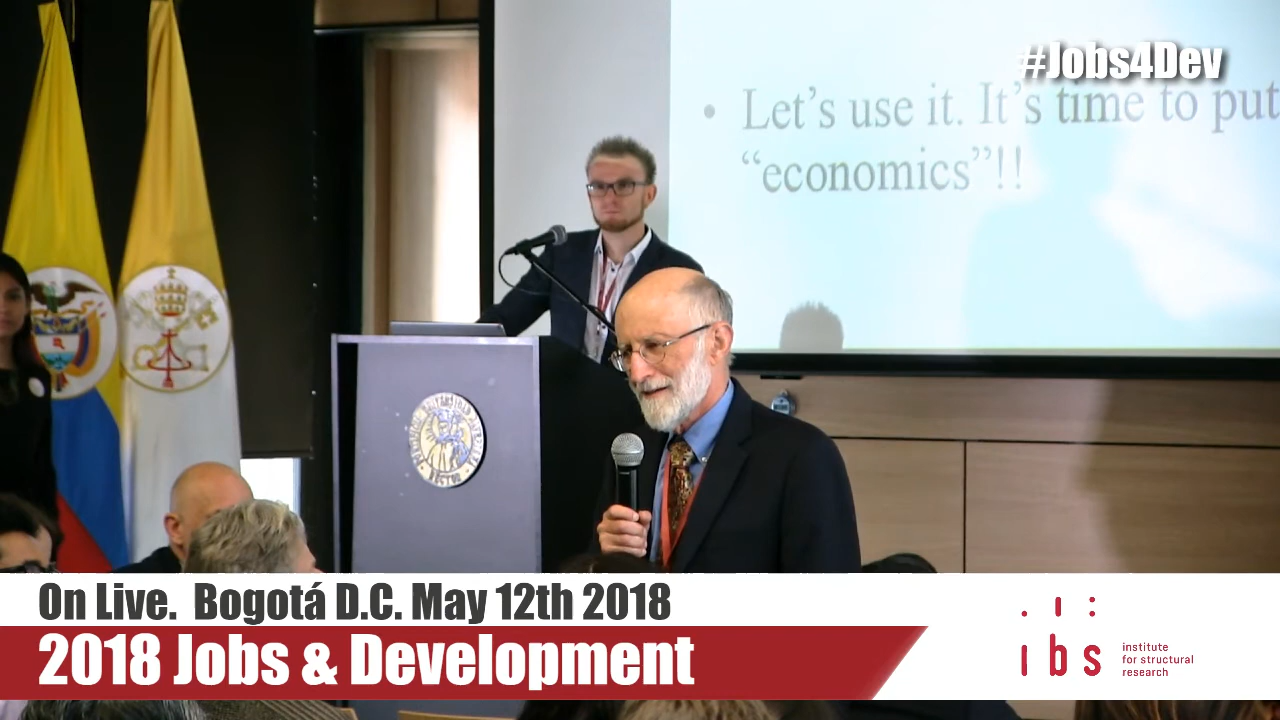 #Jobs4Dev
• Let's use it. It's time to put
“economics”!!
On Live. Bogotá D.C. May 12th 2018
2018 Jobs & Development
ibs
institute
for structural
research